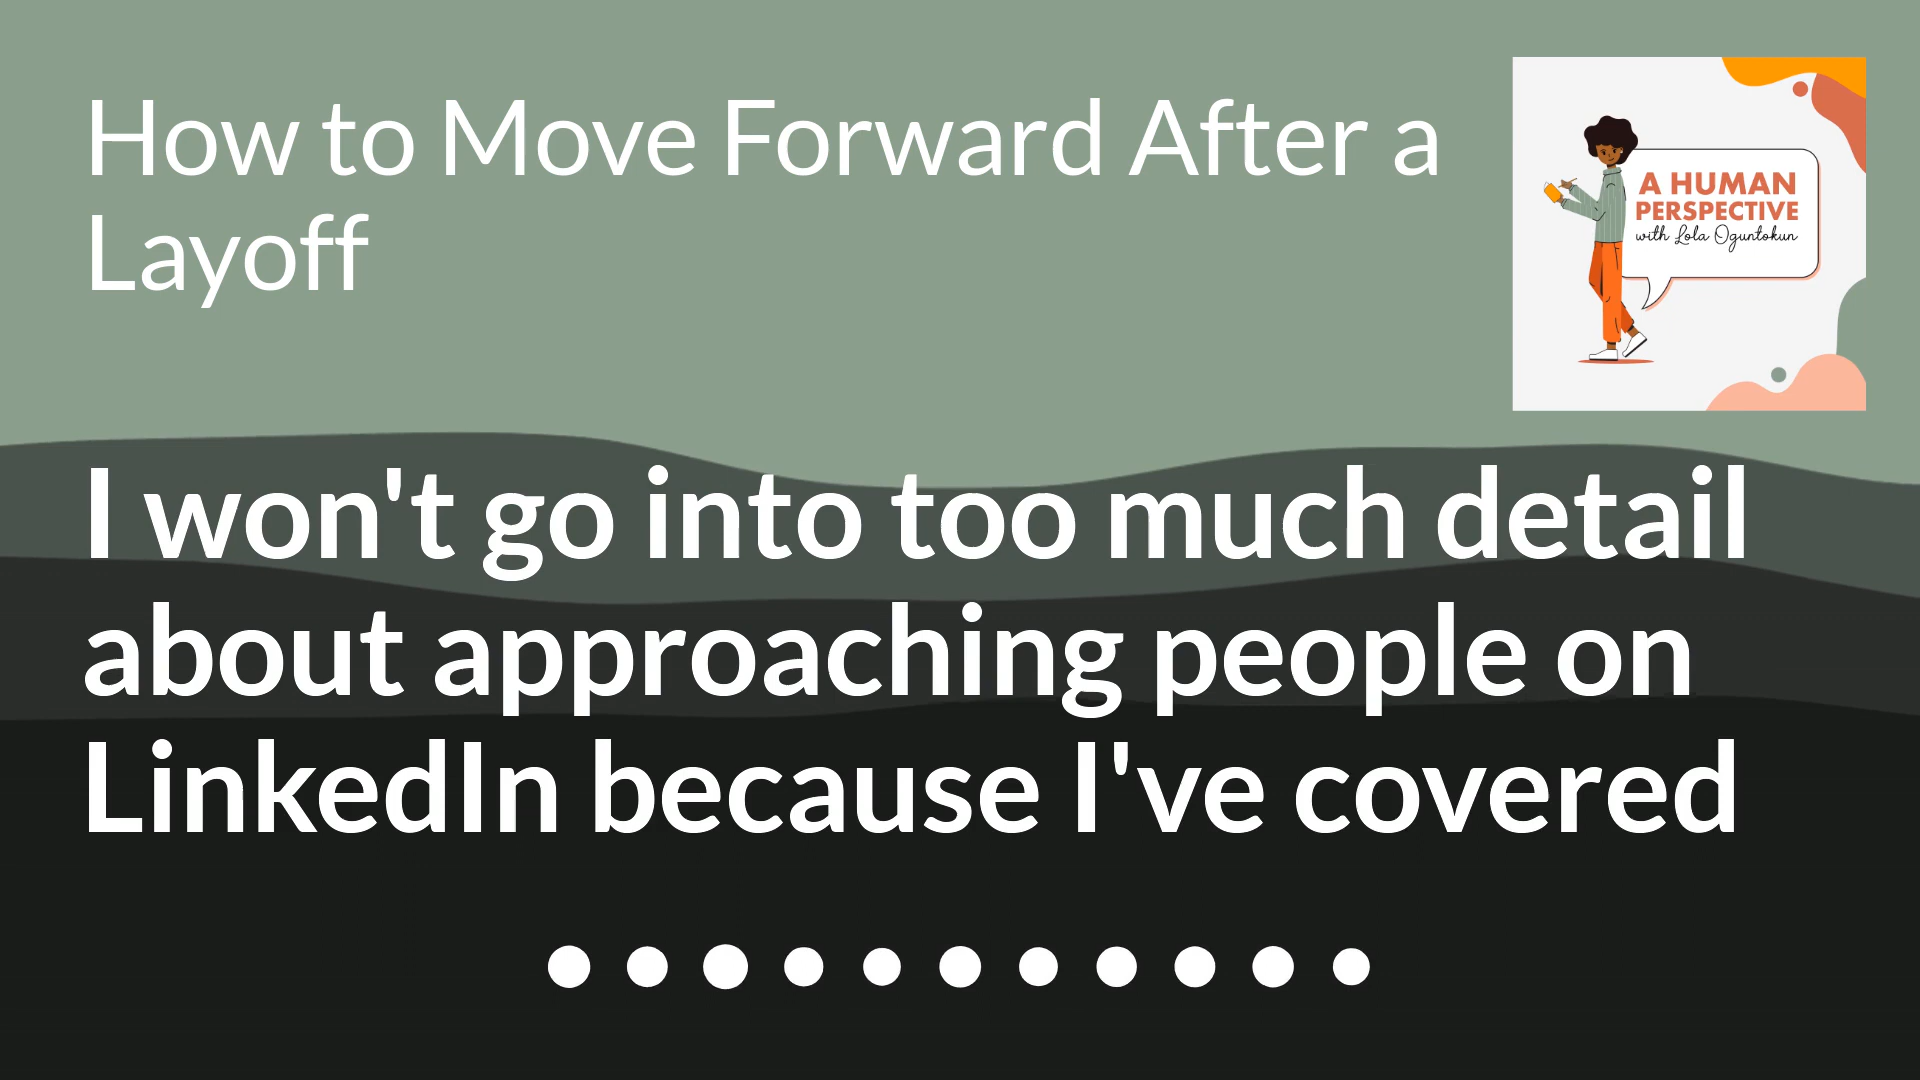 How to Move Forward After a
Layoff
A HUMAN
PERSPECTIVE
with Lola Oguntokun
I won't go into too much detail
about approaching people on
LinkedIn because I've covered